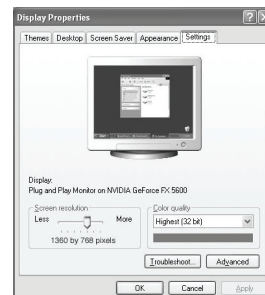 Display Properties
Themes Desktop Screen Saver Appearance Settings
Display:
Plug and Play Monitor on NVIDIA GeForce FX 5600
Screen resolution
Less More
1360 by 768 pixels
Color quality
Highest (32 bit)
Troubleshoot... Advanced
OK Cancel Apply